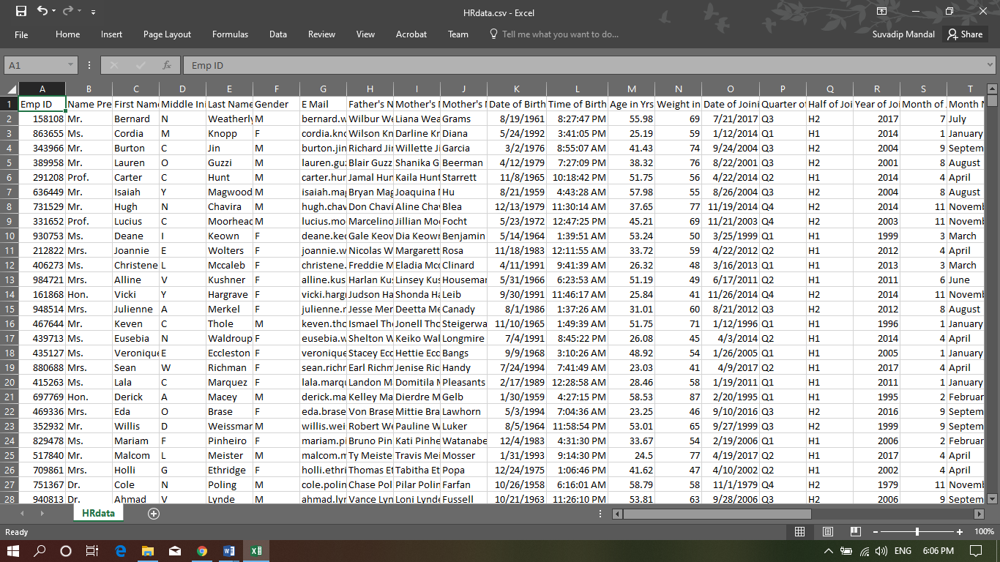 HRdata.csv - Excel
File Home Insert Page Layout Formulas Data Review View Acrobat Team Tell me what you want to do... Suvadip Mandal Share
A1 fx Emp ID
A B C D E F G H I J K L M N O P Q R S T
1 Emp ID Name Pre First Name Middle Ini Last Name Gender E Mail Father's N Mother's N Mother's M Date of Birth Time of Birth Age in Yrs Weight in Date of Joini Quarter of Half of Joi Year of Joi Month of Month N
2 158108 Mr. Bernard N Weatherly M bernard.w Wilbur We Liana Wea Grams 8/19/1961 8:27:47 PM 55.98 69 7/21/2017 Q3 H2 2017 7 July
3 863655 Ms. Cordia M Knopp F cordia.kno Wilson Kn Darline Kr Diana 5/24/1992 3:41:05 PM 25.19 59 1/12/2014 Q1 H1 2014 1 January
4 343966 Mr. Burton C Jin M burton.jin Richard Ji Willette Ji Garcia 3/2/1976 8:55:07 AM 41.43 74 9/24/2004 Q3 H2 2004 9 Septem
5 389958 Mr. Lauren O Guzzi M lauren.gu Blair Guzz Shanika G Beerman 4/12/1979 7:27:09 PM 38.32 76 8/22/2001 Q3 H2 2001 8 August
6 291208 Prof. Carter C Hunt M carter.hur Jamal Hur Kaila Hunt Starrett 11/8/1965 10:18:42 PM 51.75 56 4/22/2014 Q2 H1 2014 4 April
7 636449 Mr. Isaiah Y Magwood M isaiah.ma Bryan Mag Joaquina Hu 8/21/1959 4:43:28 AM 57.98 55 8/26/2004 Q3 H2 2004 8 August
8 731529 Mr. Hugh N Chavira M hugh.chav Don Chavi Aline Chav Blea 12/13/1979 11:30:14 AM 37.65 77 11/19/2014 Q4 H2 2014 11 Novemb
9 331652 Prof. Lucius C Moorhead M lucius.mo Marcelino Jillian Moo Focht 5/23/1972 12:47:25 PM 45.21 69 11/21/2003 Q4 H2 2003 11 Novemb
10 930753 Ms. Deane I Keown F deane.keo Gale Keow Dia Keown Benjamin 5/14/1964 1:39:51 AM 53.24 50 3/25/1999 Q1 H1 1999 3 March
11 212822 Mrs. Joannie E Wolters F joannie.w Nicolas W Margarett Rosa 11/18/1983 12:11:55 AM 33.72 59 4/22/2012 Q2 H1 2012 4 April
12 406273 Ms. Christene L Mccaleb F christene. Freddie M Eladia Mcc Clinard 4/11/1991 9:41:39 AM 26.32 48 3/16/2013 Q1 H1 2013 3 March
13 984721 Mrs. Alline V Kushner F alline.kus Harlan Kus Linsey Kus Houseman 5/31/1966 6:23:53 AM 51.19 49 6/17/2011 Q2 H1 2011 6 June
14 161868 Hon. Vicki Y Hargrave F vicki.harg Judson Ha Shonda Ha Leib 9/30/1991 11:46:17 AM 25.84 41 11/26/2014 Q4 H2 2014 11 Novemb
15 948514 Mrs. Julienne A Merkel F julienne.r Jesse Mer Deetta Me Canady 8/1/1986 1:37:26 AM 31.01 60 8/21/2012 Q3 H2 2012 8 August
16 467644 Mr. Keven C Thole M keven.tho Ismael Tho Jonell Tho Steigerwa 11/10/1965 1:49:39 AM 51.75 71 1/12/1996 Q1 H1 1996 1 January
17 439713 Ms. Eusebia N Waldroup F eusebia.w Shelton W Keiko Wal Longmire 7/4/1991 8:45:22 PM 26.08 45 4/3/2014 Q2 H1 2014 4 April
18 435127 Ms. Veronique E Eccleston F veronique Stacey Ecc Hettie Ecc Bangs 9/9/1968 3:10:26 AM 48.92 54 1/26/2005 Q1 H1 2005 1 January
19 880688 Mrs. Sean W Richman F sean.richr Earl Richm Jenise Ric Handy 7/24/1994 7:41:49 AM 23.03 41 4/9/2017 Q2 H1 2017 4 April
20 415263 Ms. Lala C Marquez F lala.marqu Landon M Domitila M Pleasants 2/17/1989 12:28:58 AM 28.46 58 1/19/2011 Q1 H1 2011 1 January
21 697769 Hon. Derick A Macey M derick.ma Kelley Ma Dierdre M Gelb 1/30/1959 4:27:15 PM 58.53 87 2/20/1995 Q1 H1 1995 2 Februar
22 469336 Mrs. Eda O Brase F eda.brase Von Brase Mittie Bra Lawhorn 5/3/1994 7:04:36 AM 23.25 46 9/10/2016 Q3 H2 2016 9 Septem
23 352932 Mr. Willis D Weissman M willis.wei Robert We Pauline W Luker 8/5/1964 11:58:54 PM 53.01 65 9/27/1999 Q3 H2 1999 9 Septem
24 829478 Ms. Mariam F Pinheiro F mariam.pi Bruno Pin Kati Pinhe Watanabe 12/4/1983 4:31:30 PM 33.67 54 2/19/2006 Q1 H1 2006 2 Februar
25 517840 Mr. Malcom L Meister M malcom.m Ty Meiste Travis Mei Mosser 1/31/1993 9:14:30 PM 24.5 77 4/19/2017 Q2 H1 2017 4 April
26 709861 Mrs. Holli G Ethridge F holli.ethri Thomas Et Tabitha Et Popa 12/24/1975 1:06:46 PM 41.62 47 4/10/2002 Q2 H1 2002 4 April
27 751367 Dr. Cole N Poling M cole.polin Chase Pol Pilar Polin Farfan 10/26/1958 6:16:01 AM 58.79 58 11/1/1979 Q4 H2 1979 11 Novemb
28 940813 Dr. Ahmad V Lynde M ahmad.lyn Vance Lyn Loni Lynde Fussell 10/21/1963 11:26:10 PM 53.81 63 9/28/2006 Q3 H2 2006 9 Septem
HRdata
Ready 100%
ENG 6:06 PM